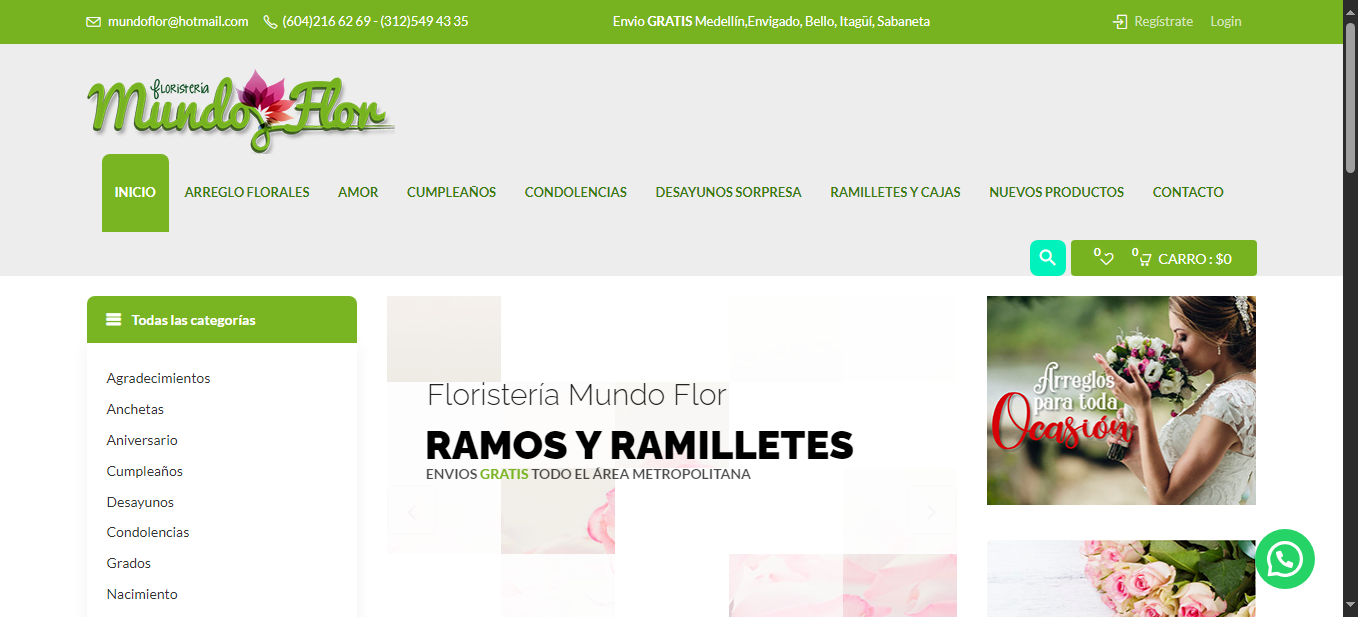 mundoflor@hotmail.com (604)216 62 69 - (312)549 43 35 Envio GRATIS Medellín,Envigado, Bello, Itagüí, Sabaneta Regístrate Login
floristería
Mundo Flor
INICIO ARREGLO FLORALES AMOR CUMPLEAÑOS CONDOLENCIAS DESAYUNOS SORPRESA RAMILLETES Y CAJAS NUEVOS PRODUCTOS CONTACTO
0 0 CARRO : $0
Todas las categorías
Agradecimientos
Anchetas
Aniversario
Cumpleaños
Desayunos
Condolencias
Grados
Nacimiento
Floristería Mundo Flor
RAMOS Y RAMILLETES
ENVIOS GRATIS TODO EL ÁREA METROPOLITANA
Arreglos
para toda
Ocasión